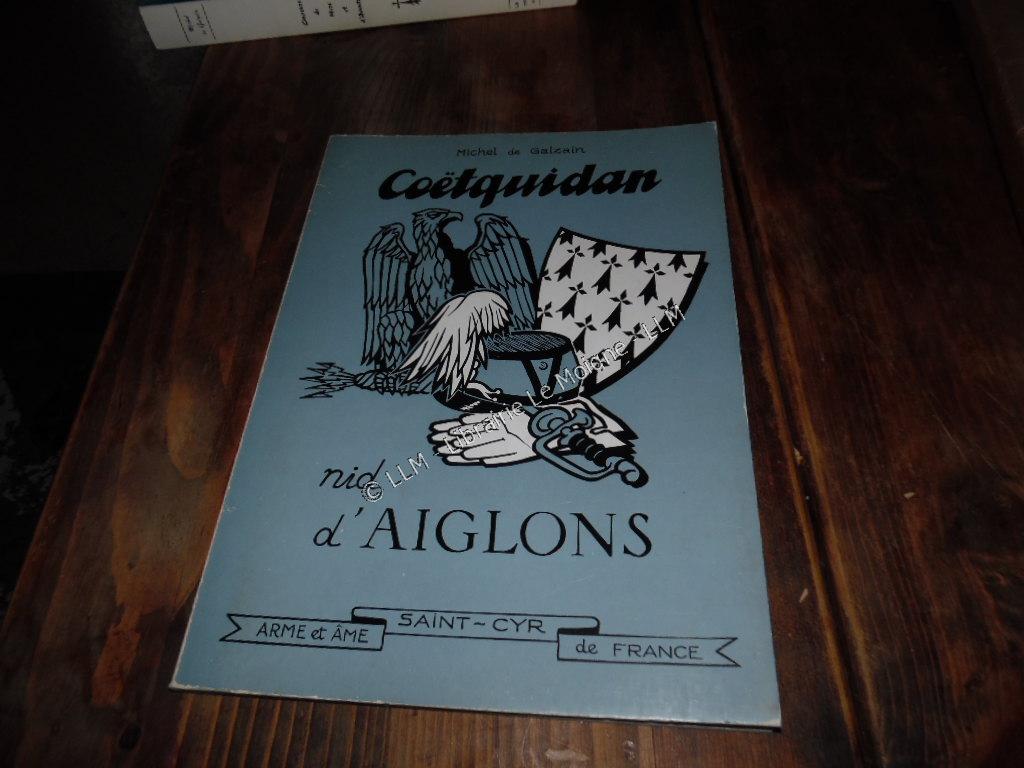 Michel de Galzain
Coëtquidan
nid
d'AIGLONS
ARME et ÂME SAINT-CYR de FRANCE
© LLM - Librairie Le Moigne - LLM